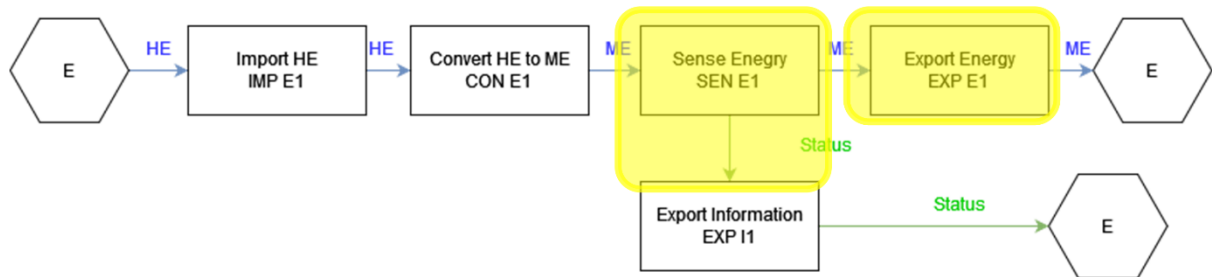 E
HE
Import HE
IMP E1
HE
Convert HE to ME
CON E1
ME
Sense Enegry
SEN E1
ME
Export Energy
EXP E1
ME
E
Status
Export Information
EXP I1
Status
E